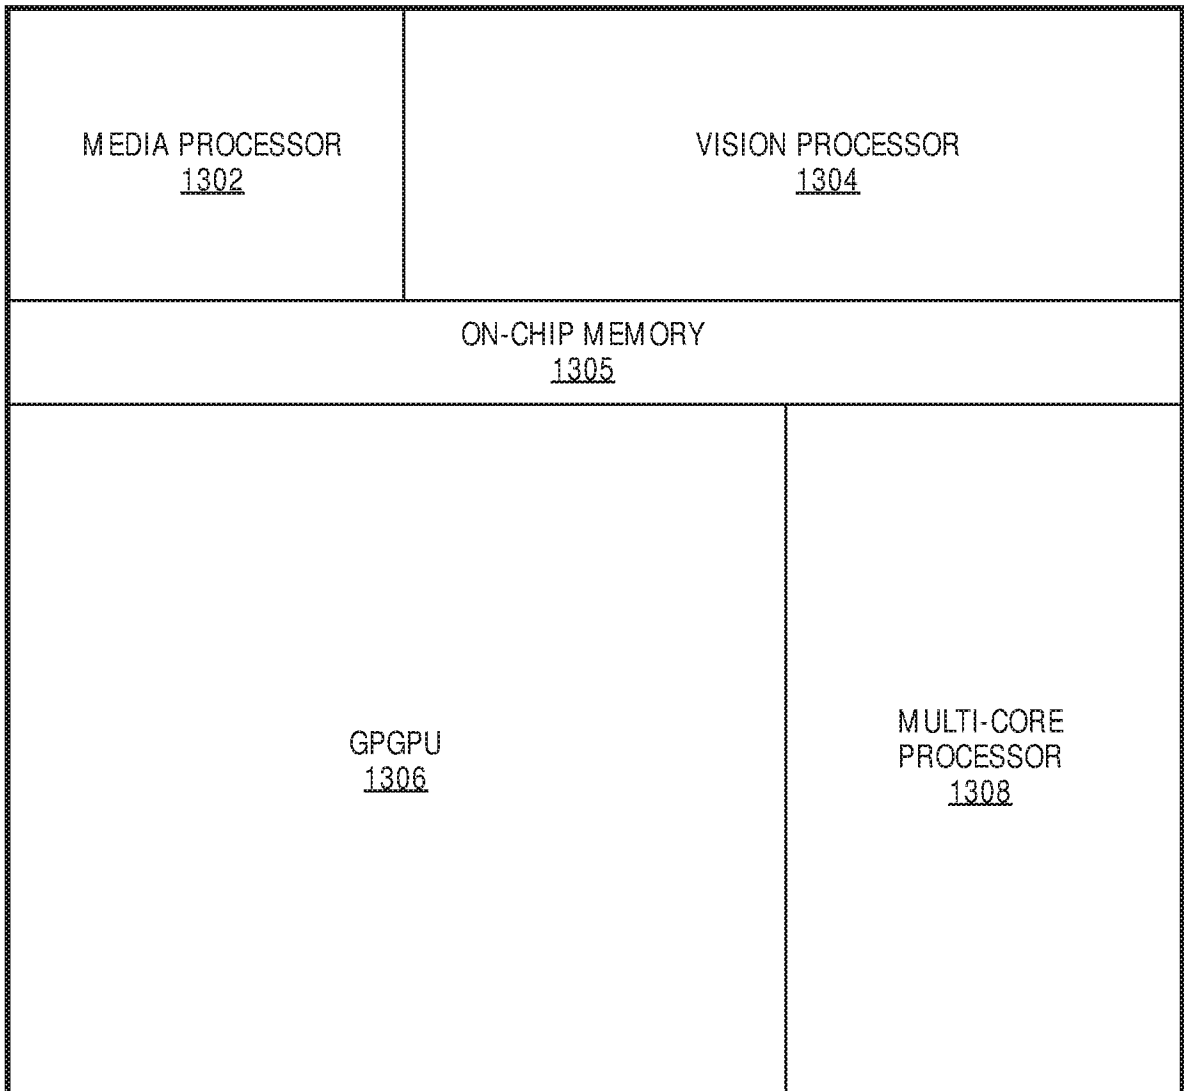 MEDIA PROCESSOR
1302
VISION PROCESSOR
1304
ON-CHIP MEMORY
1305
GPGPU
1306
MULTI-CORE
PROCESSOR
1308